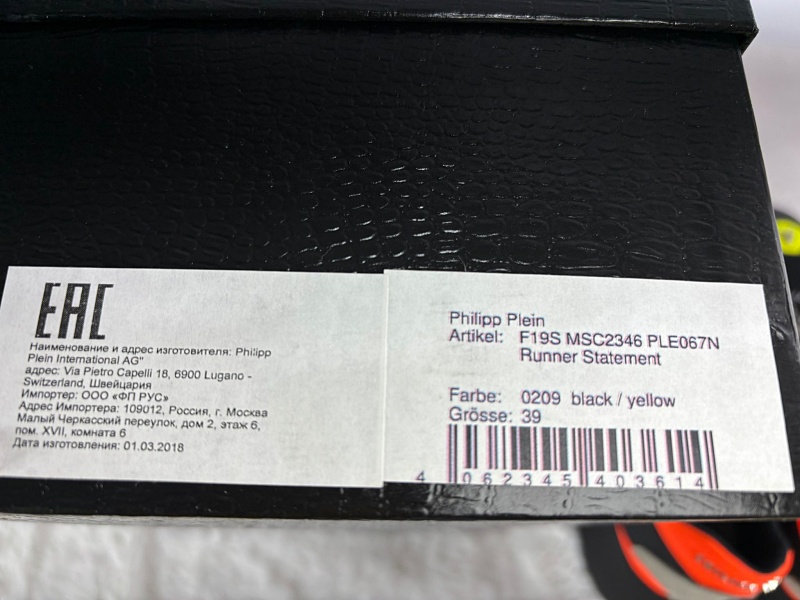 EAC
Наименование и адрес изготовителя: Philipp
Plein International AG"
адрес: Via Pietro Capelli 18, 6900 Lugano -
Switzerland, Швейцария
Импортер: ООО «ФП РУС»
Адрес Импортера: 109012, Россия, г. Москва
Малый Черкасский переулок, дом 2, этаж 6,
пом. XVII, комната 6
Дата изготовления: 01.03.2018
Philipp Plein
Artikel: F19S MSC2346 PLE067N
Runner Statement
Farbe: 0209 black / yellow
Grösse: 39
4 062345 403614